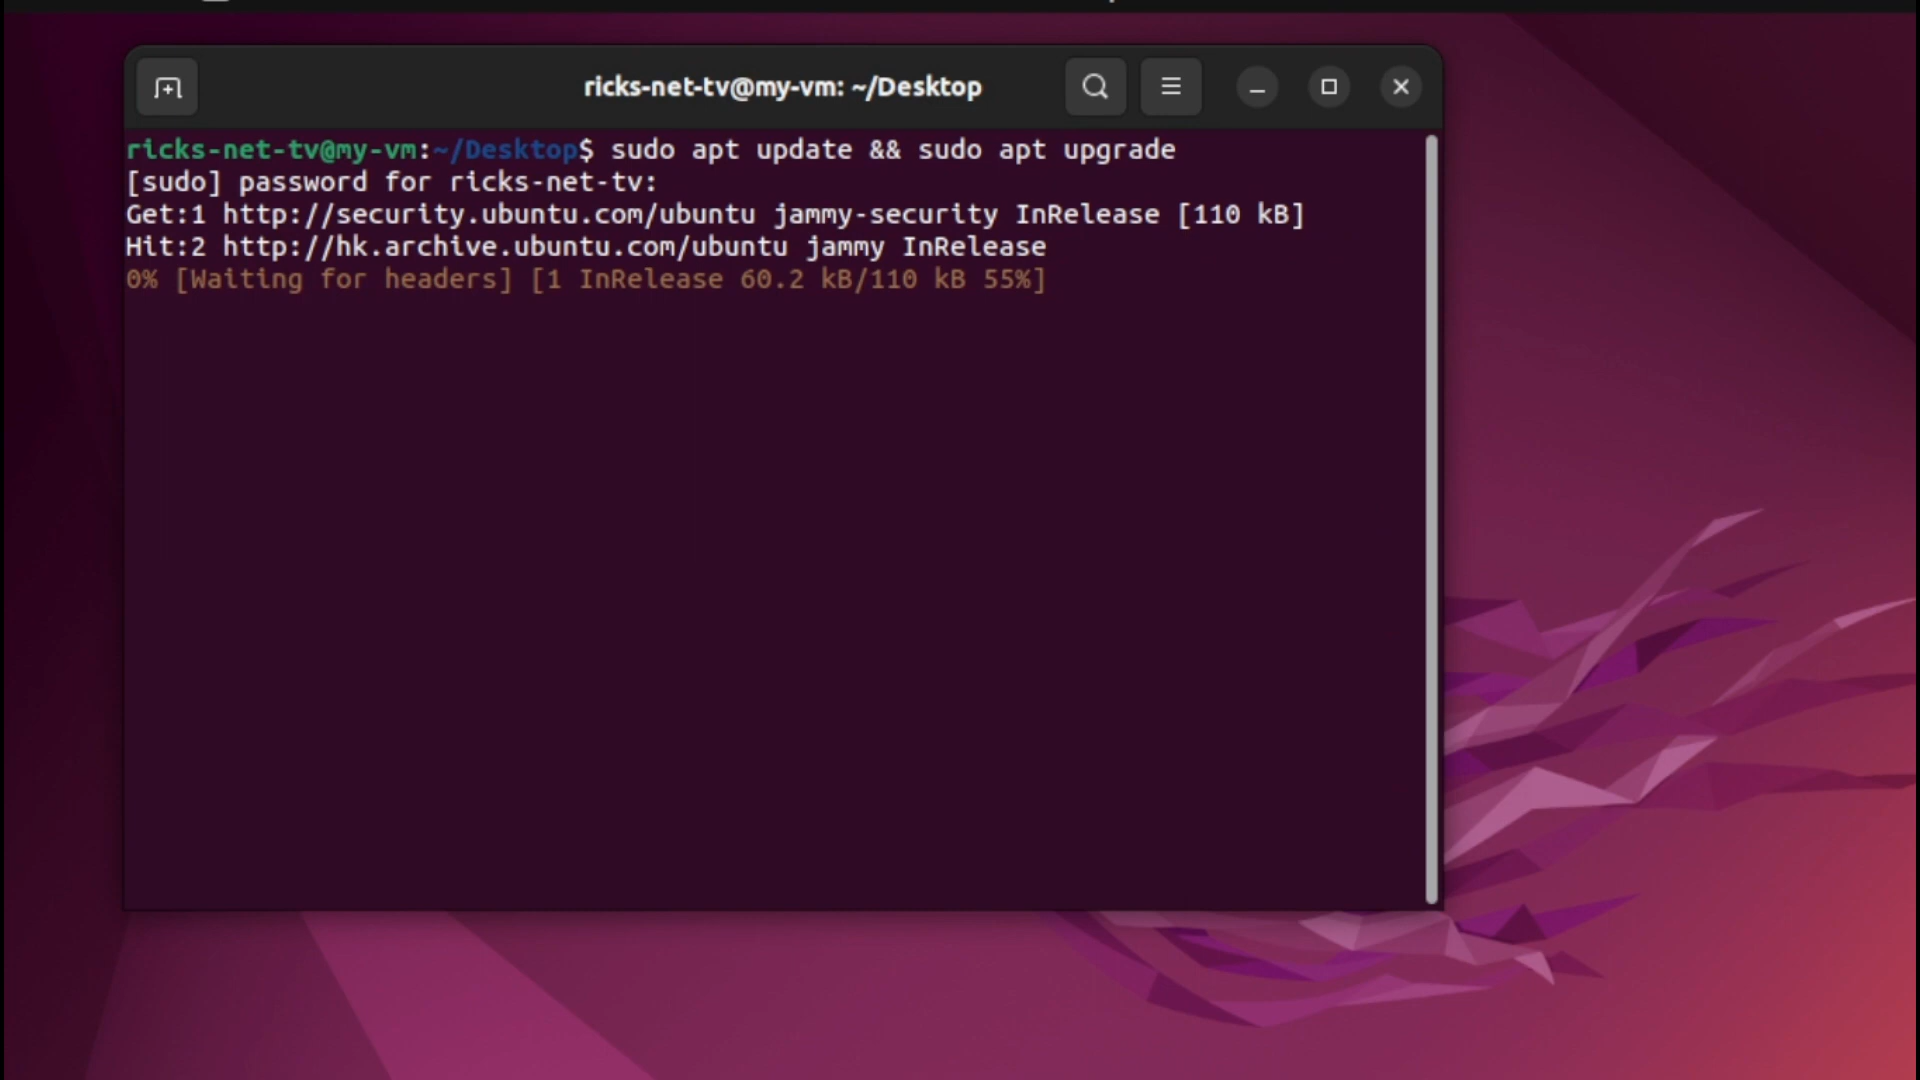 ricks-net-tv@my-vm: ~/Desktop
ricks-net-tv@my-vm:~/Desktop$ sudo apt update && sudo apt upgrade
[sudo] password for ricks-net-tv:
Get:1 http://security.ubuntu.com/ubuntu jammy-security InRelease [110 kB]
Hit:2 http://hk.archive.ubuntu.com/ubuntu jammy InRelease
0% [Waiting for headers] [1 InRelease 60.2 kB/110 kB 55%]